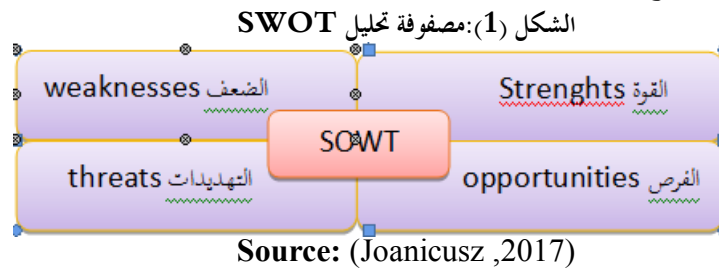 الشكل (1):مصفوفة تحليل SWOT
القوة Strenghts
الضعف weaknesses
SOWT
الفرص opportunities
التهديدات threats
Source: (Joanicusz ,2017)